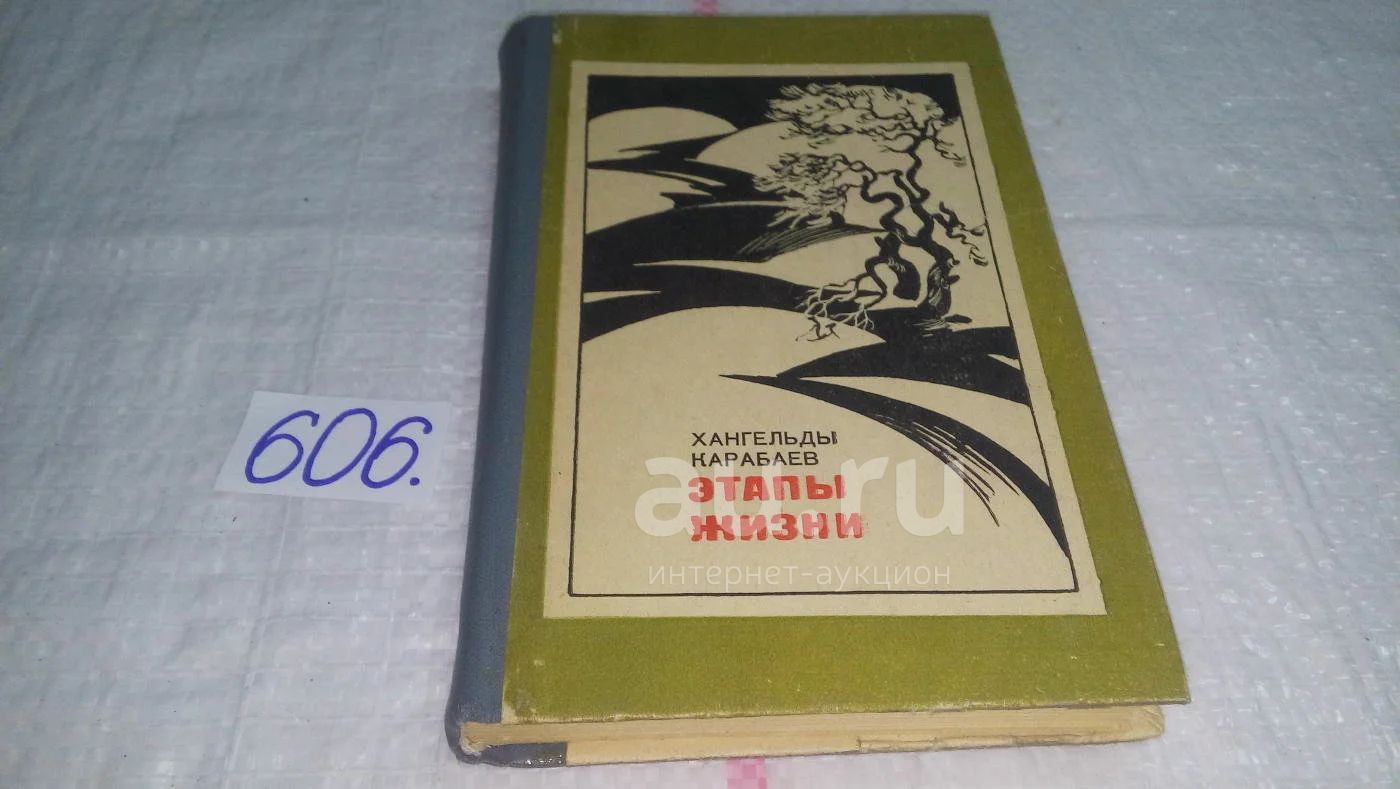 606.
ХАНГЕЛЬДЫ
КАРАБАЕВ
ЭТАПЫ
ЖИЗНИ
au.ru
интернет-аукцион